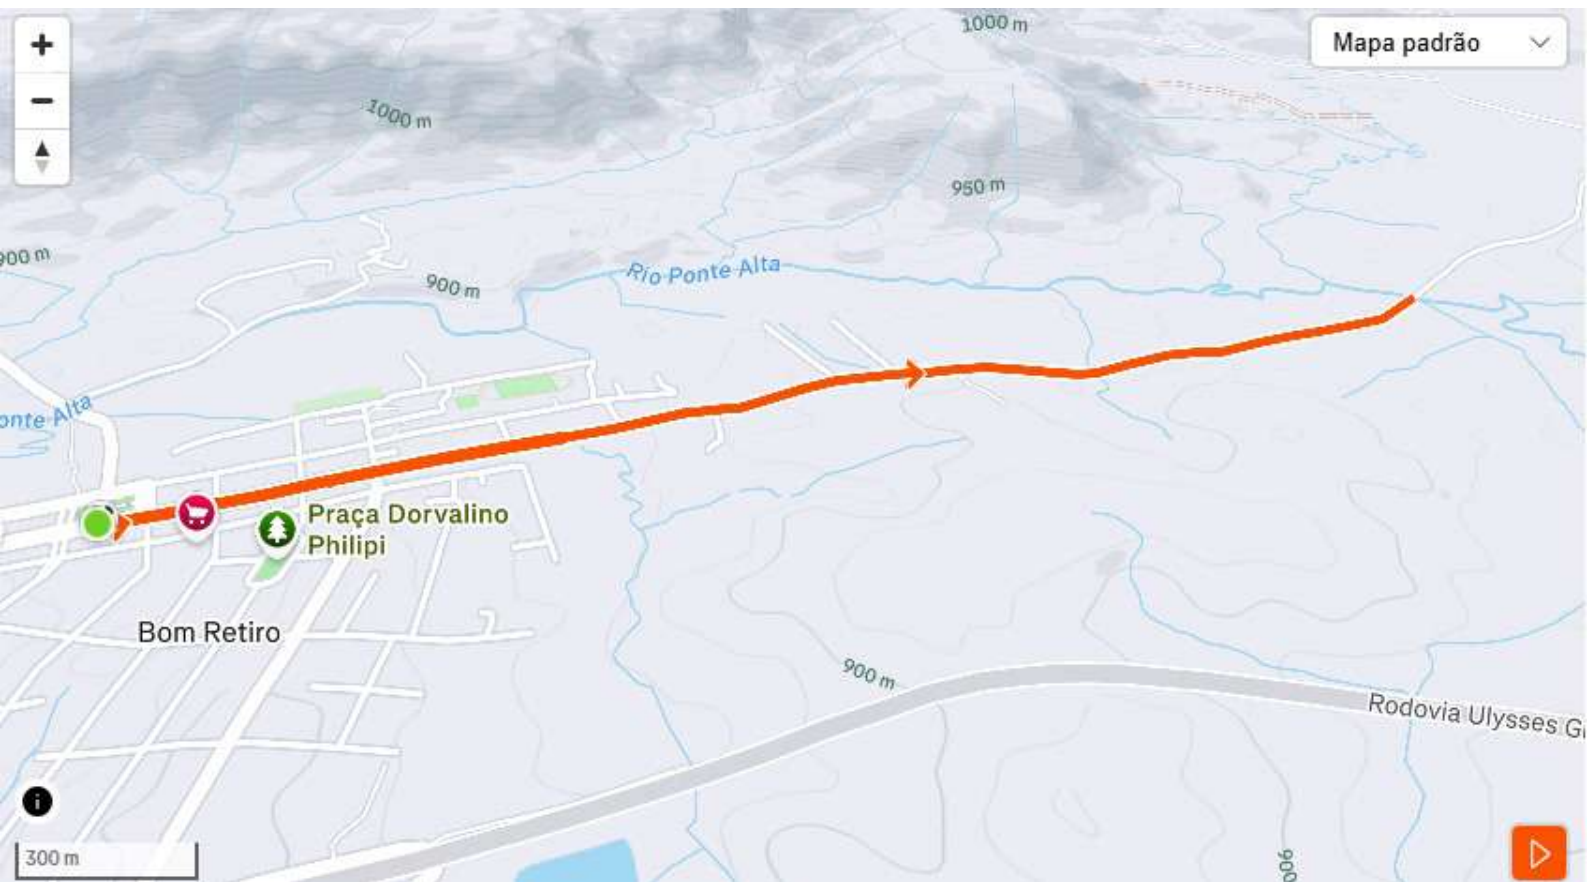 1000 m
Mapa padrão
1000 m
950 m
900 m
Rio Ponte Alta
900 m
onte Alta
Praça Dorvalino
Philipi
Bom Retiro
900 m
Rodovia Ulysses G
300 m
900